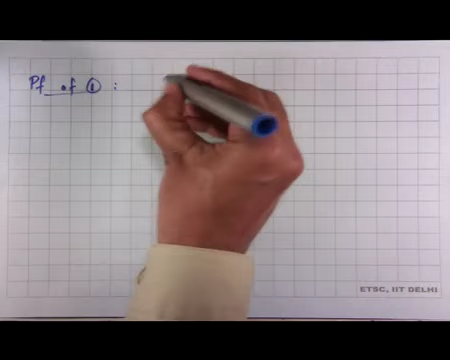 Pf of ① :
ETSC, IIT DELHI